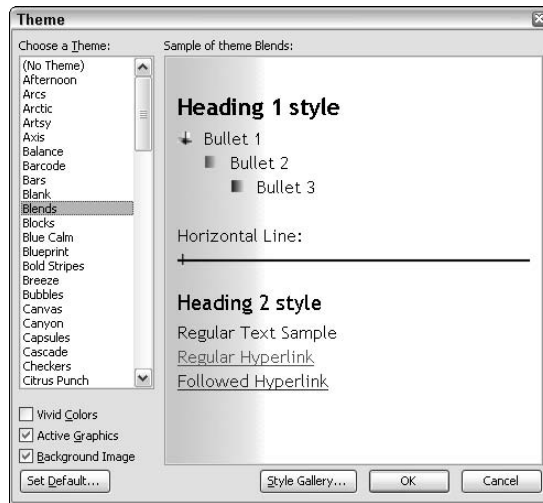 Theme
Choose a Theme:
(No Theme)
Afternoon
Arcs
Arctic
Artsy
Axis
Balance
Barcode
Bars
Blank
Blends
Blocks
Blue Calm
Blueprint
Bold Stripes
Breeze
Bubbles
Canvas
Canyon
Capsules
Cascade
Checkers
Citrus Punch
Vivid Colors
Active Graphics
Background Image
Set Default...
Sample of theme Blends:
Heading 1 style
Bullet 1
Bullet 2
Bullet 3
Horizontal Line:
Heading 2 style
Regular Text Sample
Regular Hyperlink
Followed Hyperlink
Style Gallery...
OK
Cancel